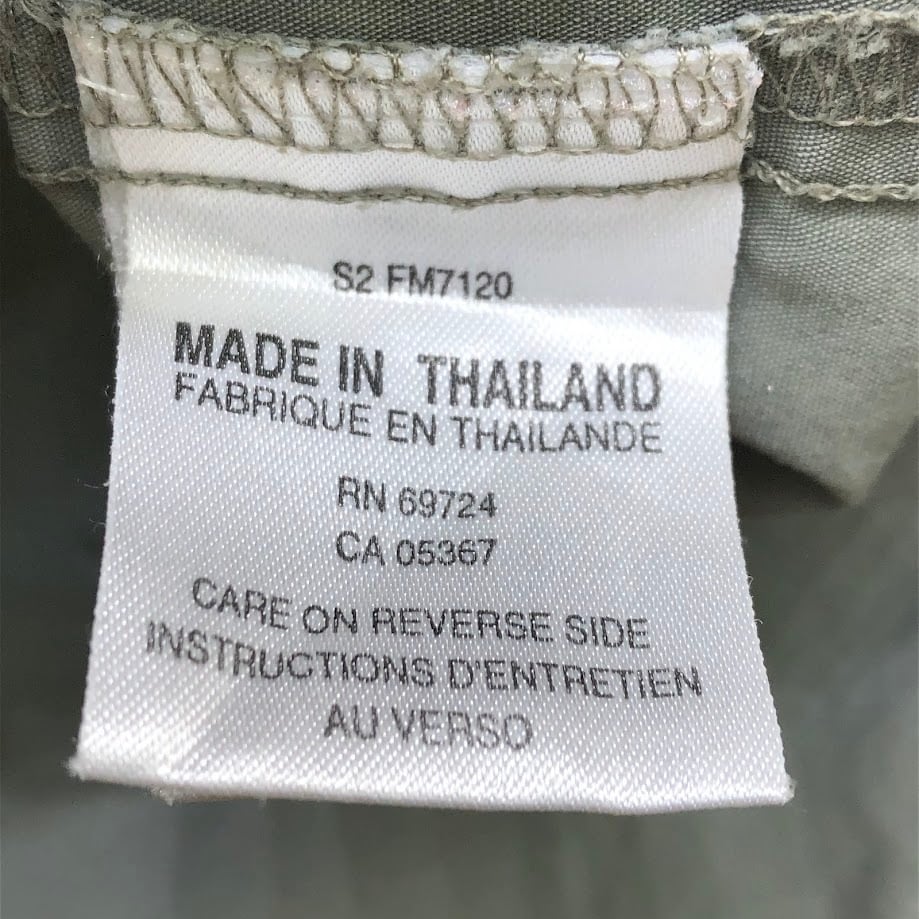 S2 FM7120
MADE IN THAILAND
FABRIQUE EN THAILANDE
RN 69724
CA 05367
CARE ON REVERSE SIDE
INSTRUCTIONS D'ENTRETIEN
AU VERSO